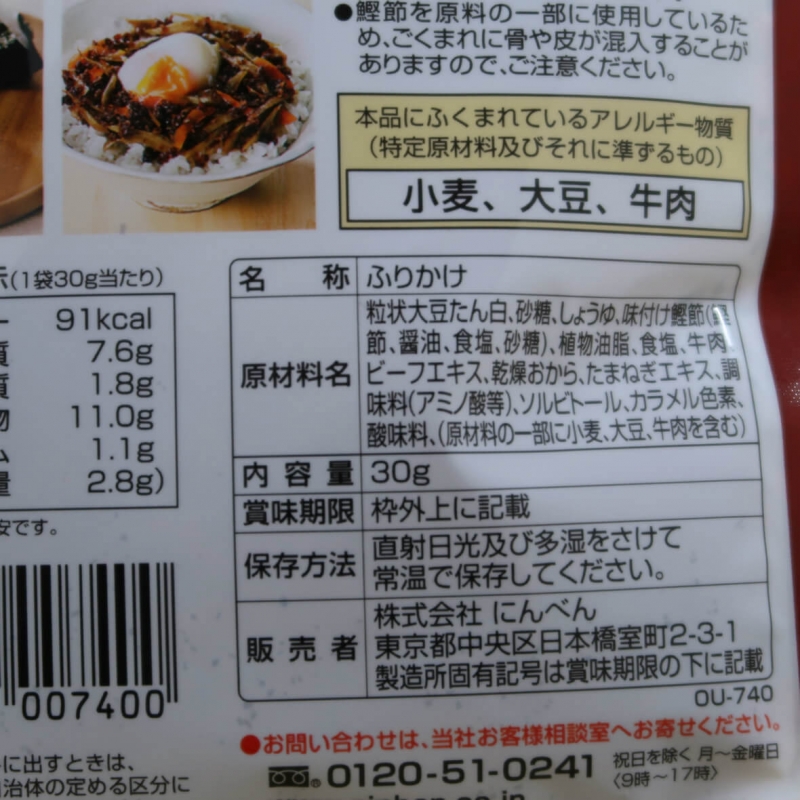 ●鰹節を原料の一部に使用しているた
め、ごくまれに骨や皮が混入することが
ありますので、ご注意ください。
本品にふくまれているアレルギー物質
（特定原材料及びそれに準ずるもの）
小麦、大豆、牛肉
示(1袋30g当たり)
ー 91kcal
質 7.6g
質 1.8g
物 11.0g
ム 1.1g
量 2.8g)
安です。
007400
に出すときは、
治体の定める区分に
名称 ふりかけ
原材料名
粒状大豆たん白、砂糖、しょうゆ、味付け鰹節(鰹
節、醤油、食塩、砂糖)、植物油脂、食塩、牛肉、
ビーフエキス、乾燥おから、たまねぎエキス、調
味料(アミノ酸等)、ソルビトール、カラメル色素、
酸味料、(原材料の一部に小麦、大豆、牛肉を含む)
内容量 30g
賞味期限 枠外上に記載
保存方法
直射日光及び多湿をさけて
常温で保存してください。
販売者
株式会社 にんべん
東京都中央区日本橋室町2-3-1
製造所固有記号は賞味期限の下に記載
OU-740
●お問い合わせは、当社お客様相談室へお寄せください。
0120-51-0241
祝日を除く 月〜金曜日
〈9時〜17時〉